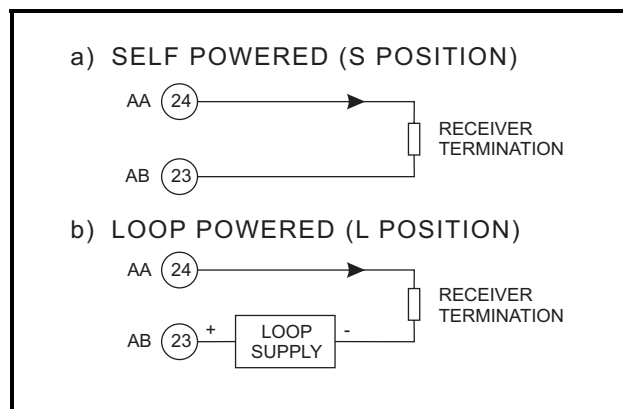 a) SELF POWERED (S POSITION)
AA 24
RECEIVER
TERMINATION
AB 23
b) LOOP POWERED (L POSITION)
AA 24
RECEIVER
TERMINATION
AB 23 + LOOP SUPPLY -